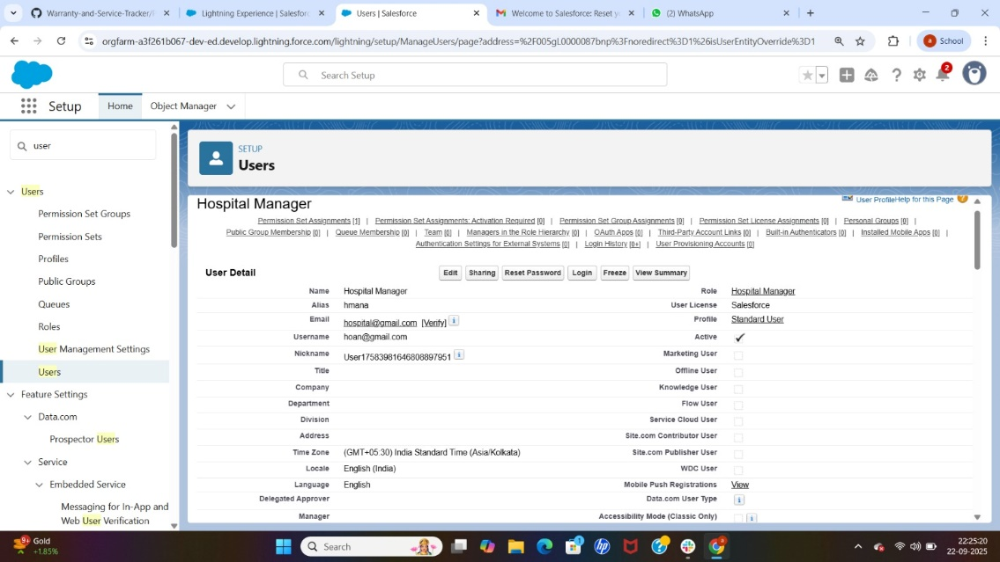 Warranty-and-Service-Tracker/P
Lightning Experience | Salesforc
Users | Salesforce
Welcome to Salesforce: Reset y
(2) WhatsApp
orgfarm-a3f261b067-dev-ed.develop.lightning.force.com/lightning/setup/ManageUsers/page?address=%2F005gL0000087bnp%3Fnoredirect%3D1%26isUserEntityOverride%3D1
a School
Search Setup
2
Setup Home Object Manager
user
SETUP
Users
Users
Permission Set Groups
Permission Sets
Profiles
Public Groups
Queues
Roles
User Management Settings
Users
Feature Settings
Data.com
Prospector Users
Service
Embedded Service
Messaging for In-App and
Web User Verification
Hospital Manager
User Profile Help for this Page ?
Permission Set Assignments [1] | Permission Set Assignments: Activation Required [0] | Permission Set Group Assignments [0] | Permission Set License Assignments [0] | Personal Groups [0] |
Public Group Membership [0] | Queue Membership [0] | Team [0] | Managers in the Role Hierarchy [0] | OAuth Apps [0] | Third-Party Account Links [0] | Built-in Authenticators [0] | Installed Mobile Apps [0] |
Authentication Settings for External Systems [0] | Login History [0+] | User Provisioning Accounts [0]
User Detail Edit Sharing Reset Password Login Freeze View Summary
Name Hospital Manager Role Hospital Manager
Alias hmana User License Salesforce
Email hospital@gmail.com [Verify] i Profile Standard User
Username hoan@gmail.com Active
Nickname User17583981646808897951 i Marketing User
Title Offline User
Company Knowledge User
Department Flow User
Division Service Cloud User
Address Site.com Contributor User
Time Zone (GMT+05:30) India Standard Time (Asia/Kolkata) Site.com Publisher User
Locale English (India) WDC User
Language English Mobile Push Registrations View
Delegated Approver Data.com User Type i
Manager Accessibility Mode (Classic Only) i
9+ Gold
+1.85%
Search
22:25:20
22-09-2025